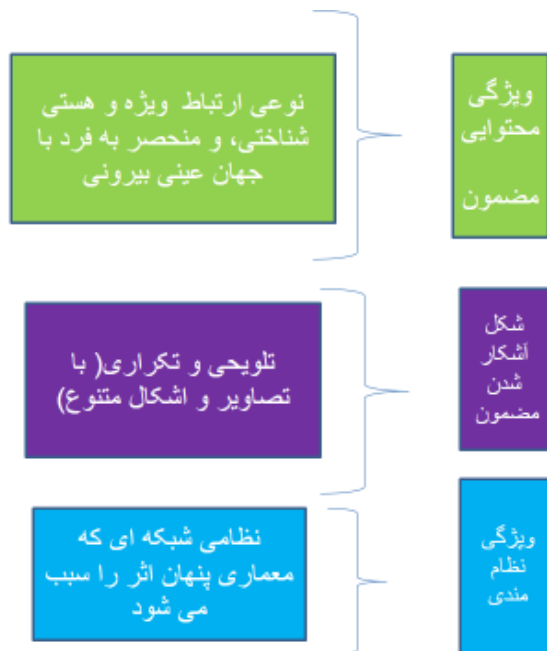 ویژگی
محتوایی
مضمون
نوعی ارتباط ویژه و هستی
شناختی، و منحصر به فرد با
جهان عینی بیرونی
شکل
آشکار
شدن
مضمون
تلویحی و تکراری( با
تصاویر و اشکال متنوع)
ویژگی
نظام
مندی
نظامی شبکه ای که
معماری پنهان اثر را سبب
می شود